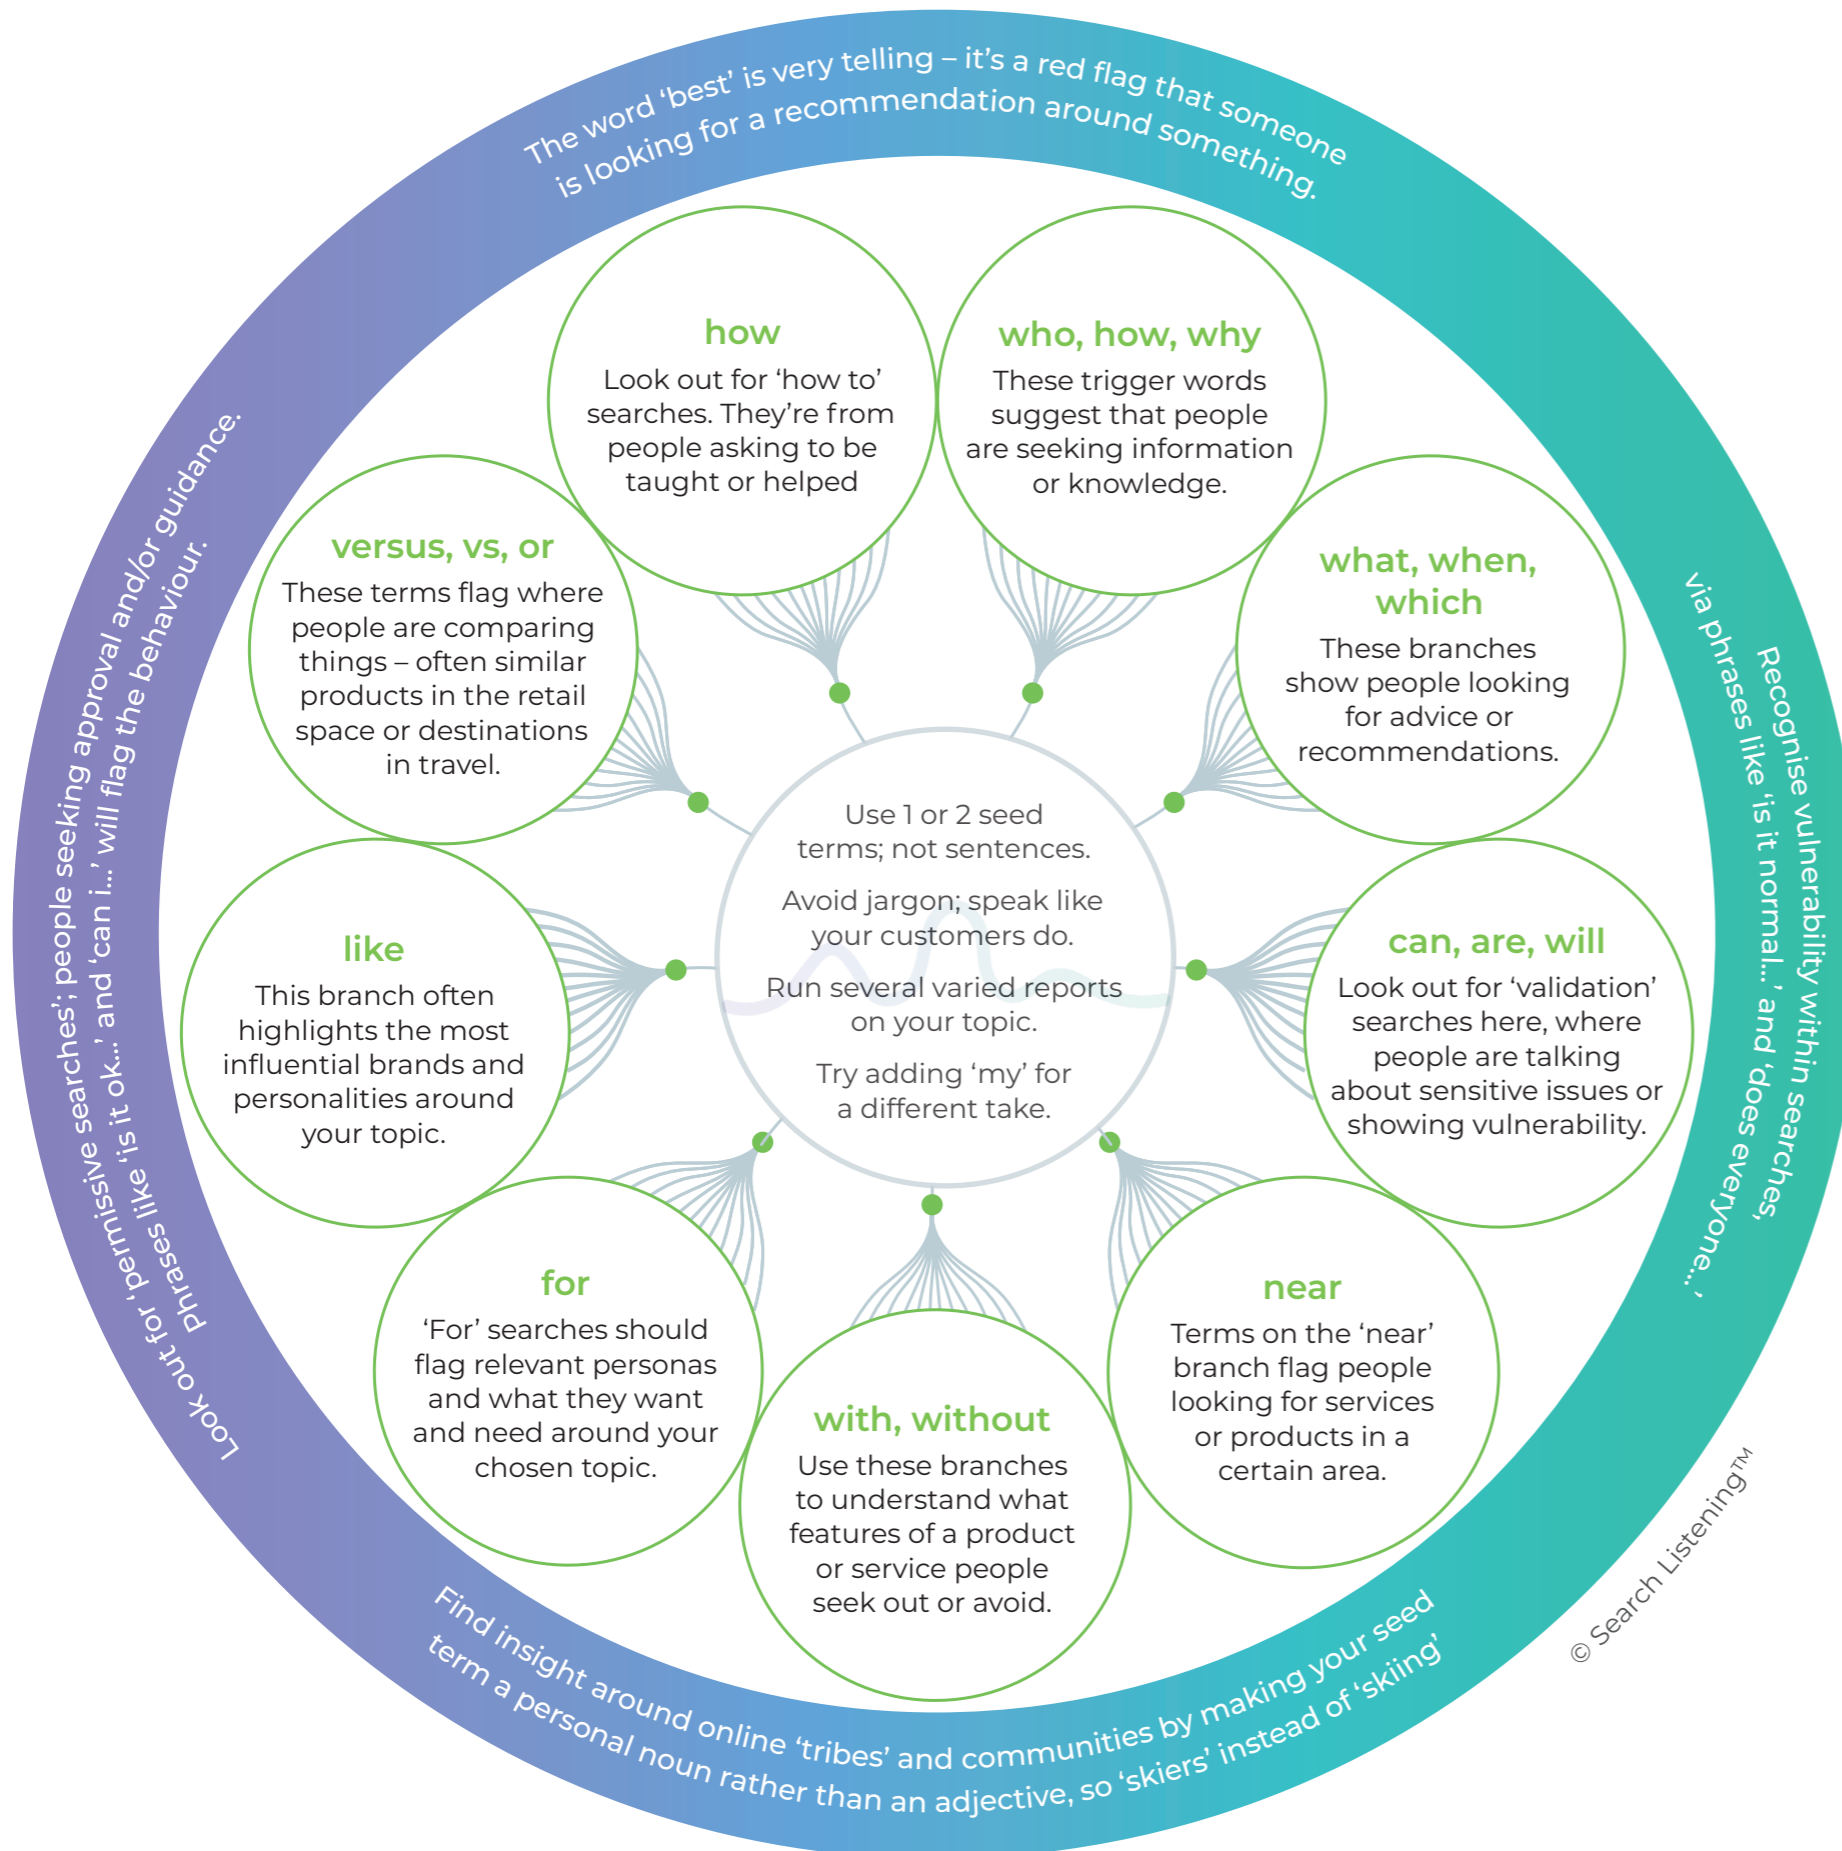 The word ‘best’ is very telling – it’s a red flag that someone
is looking for a recommendation around something.
how
Look out for ‘how to’
searches. They’re from
people asking to be
taught or helped
who, how, why
These trigger words
suggest that people
are seeking information
or knowledge.
what, when,
which
These branches
show people looking
for advice or
recommendations.
can, are, will
Look out for ‘validation’
searches here, where
people are talking
about sensitive issues or
showing vulnerability.
near
Terms on the ‘near’
branch flag people
looking for services
or products in a
certain area.
with, without
Use these branches
to understand what
features of a product
or service people
seek out or avoid.
for
‘For’ searches should
flag relevant personas
and what they want
and need around your
chosen topic.
like
This branch often
highlights the most
influential brands and
personalities around
your topic.
versus, vs, or
These terms flag where
people are comparing
things – often similar
products in the retail
space or destinations
in travel.
Use 1 or 2 seed
terms; not sentences.
Avoid jargon; speak like
your customers do.
Run several varied reports
on your topic.
Try adding ‘my’ for
a different take.
Recognise vulnerability within searches,
via phrases like ‘is it normal...’ and ‘does everyone...’
Find insight around online ‘tribes’ and communities by making your seed
term a personal noun rather than an adjective, so ‘skiers’ instead of ‘skiing’
Look out for ‘permissive searches’; people seeking approval and/or guidance.
Phrases like ‘is it ok...’ and ‘can i...’ will flag the behaviour.
© Search Listening™